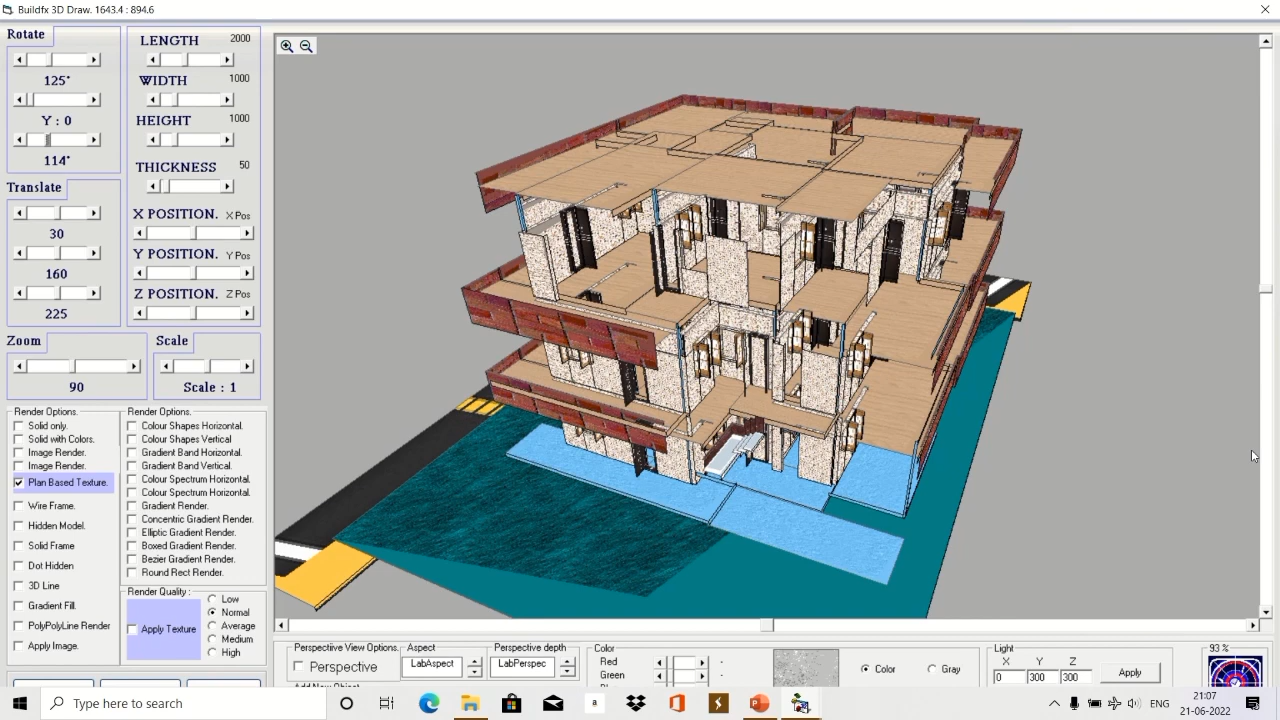 Buildfx 3D Draw. 1643.4 : 894.6
Rotate
125°
Y : 0
114°
Translate
30
160
225
LENGTH 2000
WIDTH 1000
HEIGHT 1000
THICKNESS 50
X POSITION. X Pos
Y POSITION. Y Pos
Z POSITION. Z Pos
Zoom
90
Scale
Scale : 1
Render Options.
Solid only.
Solid with Colors.
Image Render.
Image Render.
Plan Based Texture.
Wire Frame.
Hidden Model.
Solid Frame
Dot Hidden
3D Line
Gradient Fill.
PolyPolyLine Render
Apply Image.
Render Options.
Colour Shapes Horizontal.
Colour Shapes Vertical
Gradient Band Horizontal.
Gradient Band Vertical.
Colour Spectrum Horizontal.
Colour Spectrum Horizontal.
Gradient Render.
Concentric Gradient Render.
Elliptic Gradient Render.
Boxed Gradient Render.
Bezier Gradient Render.
Round Rect Render.
Render Quality :
Apply Texture
Low
Normal
Average
Medium
High
Perspective View Options.
Perspective
Aspect
LabAspect
Perspective depth
LabPerspec
Color
Red
Green
Color
Gray
Light
X Y Z
0 300 300
Apply
93 %
Type here to search
ENG
21:07
21-06-2022